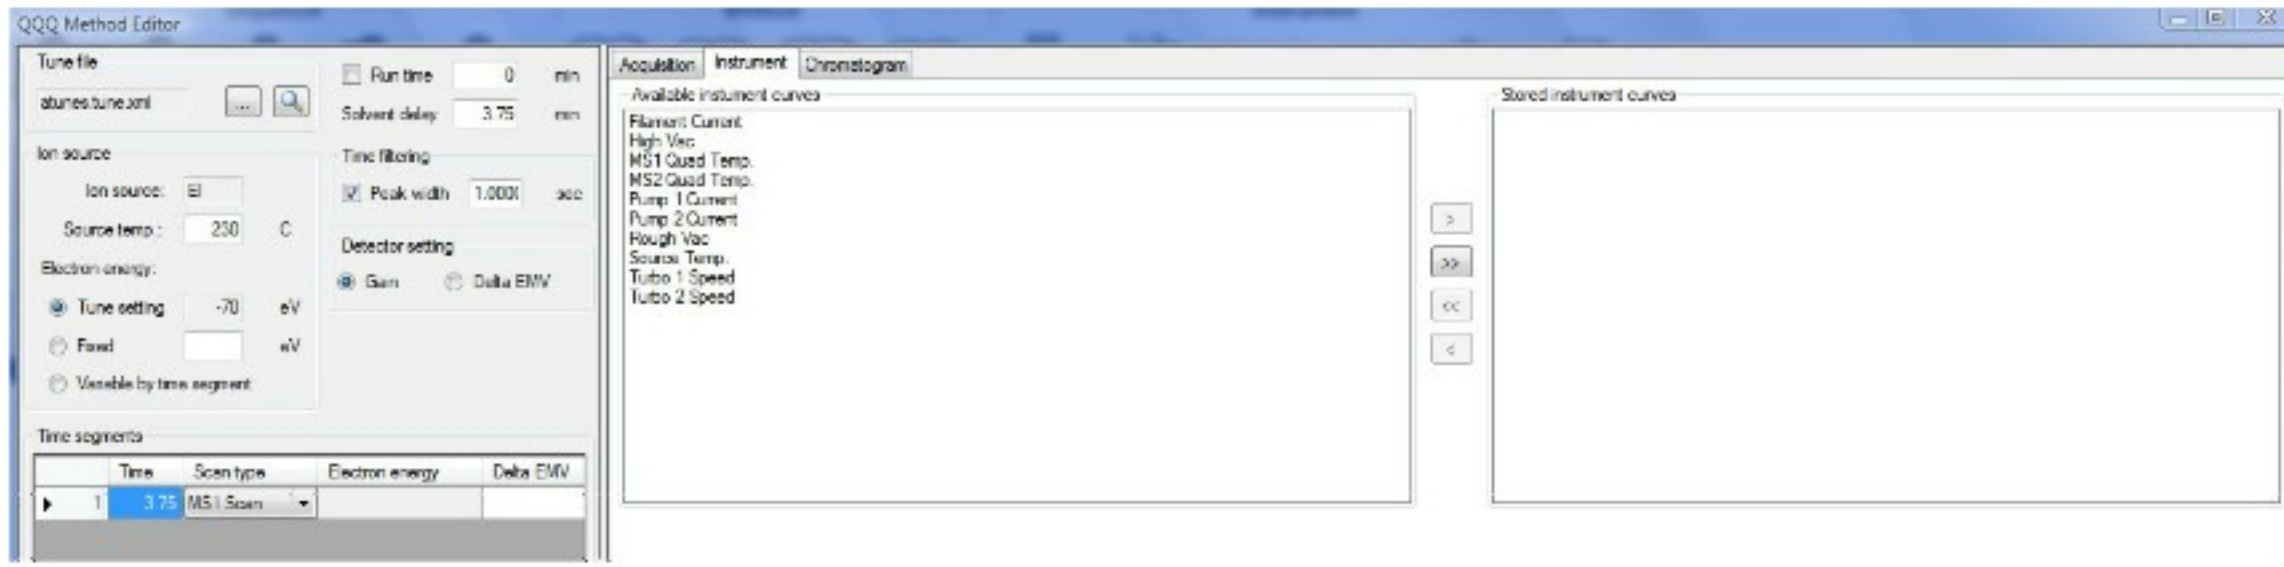 QQQ Method Editor
Tune file
atunes.tune.xml
...
Run time 0 min
Solvent delay 3.75 min
Ion source
Ion source: EI
Source temp.: 230 C
Electron energy:
Tune setting -70 eV
Fixed eV
Variable by time segment
Time filtering
Peak width 1.0000 sec
Detector setting
Gain Delta EMV
Time segments
Time Scan type Electron energy Delta EMV
1 3.75 MS1 Scan
Acquisition Instrument Chromatogram
Available instument curves
Filament Current
High Vac
MS1 Quad Temp.
MS2 Quad Temp.
Pump 1 Current
Pump 2 Current
Rough Vac
Source Temp.
Turbo 1 Speed
Turbo 2 Speed
>
>>
<<
<
Stored instrument curves